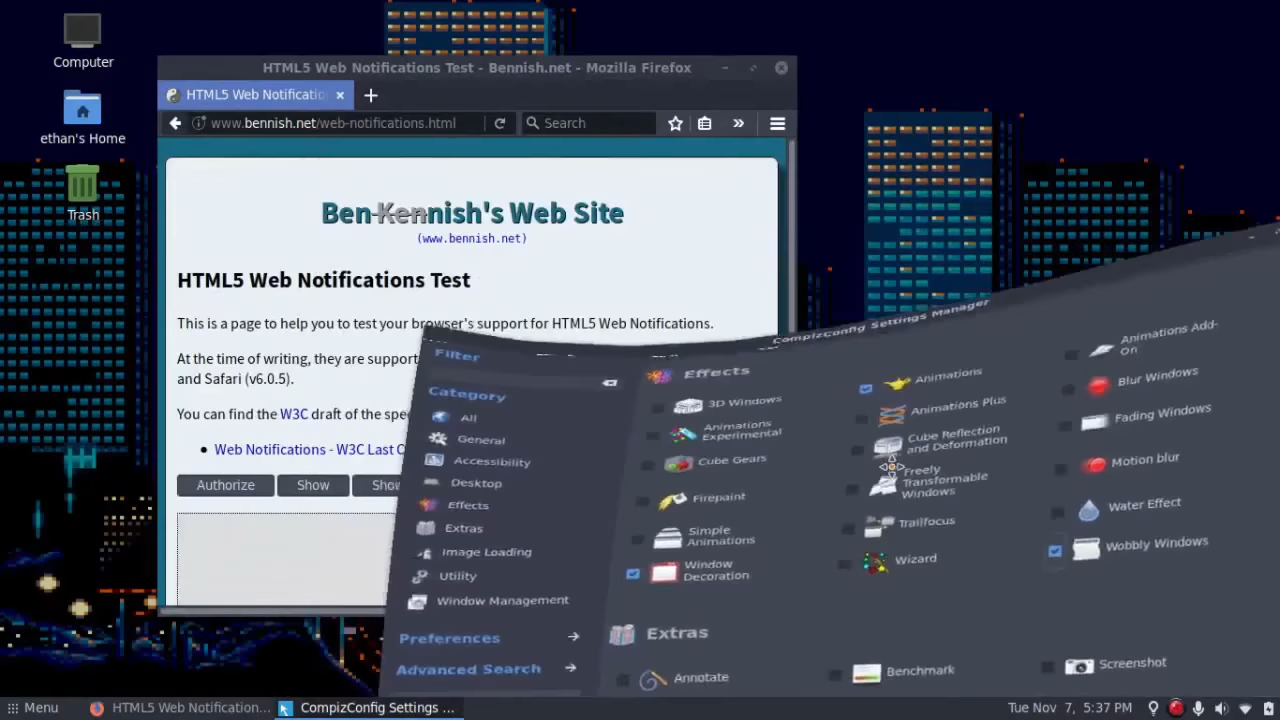 Computer
ethan's Home
Trash
HTML5 Web Notifications Test - Bennish.net - Mozilla Firefox
HTML5 Web Notificatio
www.bennish.net/web-notifications.html
Search
Ben Kennish's Web Site
(www.bennish.net)
HTML5 Web Notifications Test
This is a page to help you to test your browser's support for HTML5 Web Notifications.
At the time of writing, they are support
and Safari (v6.0.5).
You can find the W3C draft of the spe
Web Notifications - W3C Last C
Authorize
Show
Show
CompizConfig Settings Manager
Filter
Category
All
General
Accessibility
Desktop
Effects
Extras
Image Loading
Utility
Window Management
Preferences
Advanced Search
Effects
3D Windows
Animations
Animations Add-
On
Animations
Experimental
Animations Plus
Blur Windows
Cube Gears
Cube Reflection
and Deformation
Fading Windows
Firepaint
Freely
Transformable
Windows
Motion blur
Simple
Animations
Trailfocus
Water Effect
Window
Decoration
Wizard
Wobbly Windows
Extras
Annotate
Benchmark
Screenshot
Menu
HTML5 Web Notification...
CompizConfig Settings ...
Tue Nov 7, 5:37 PM